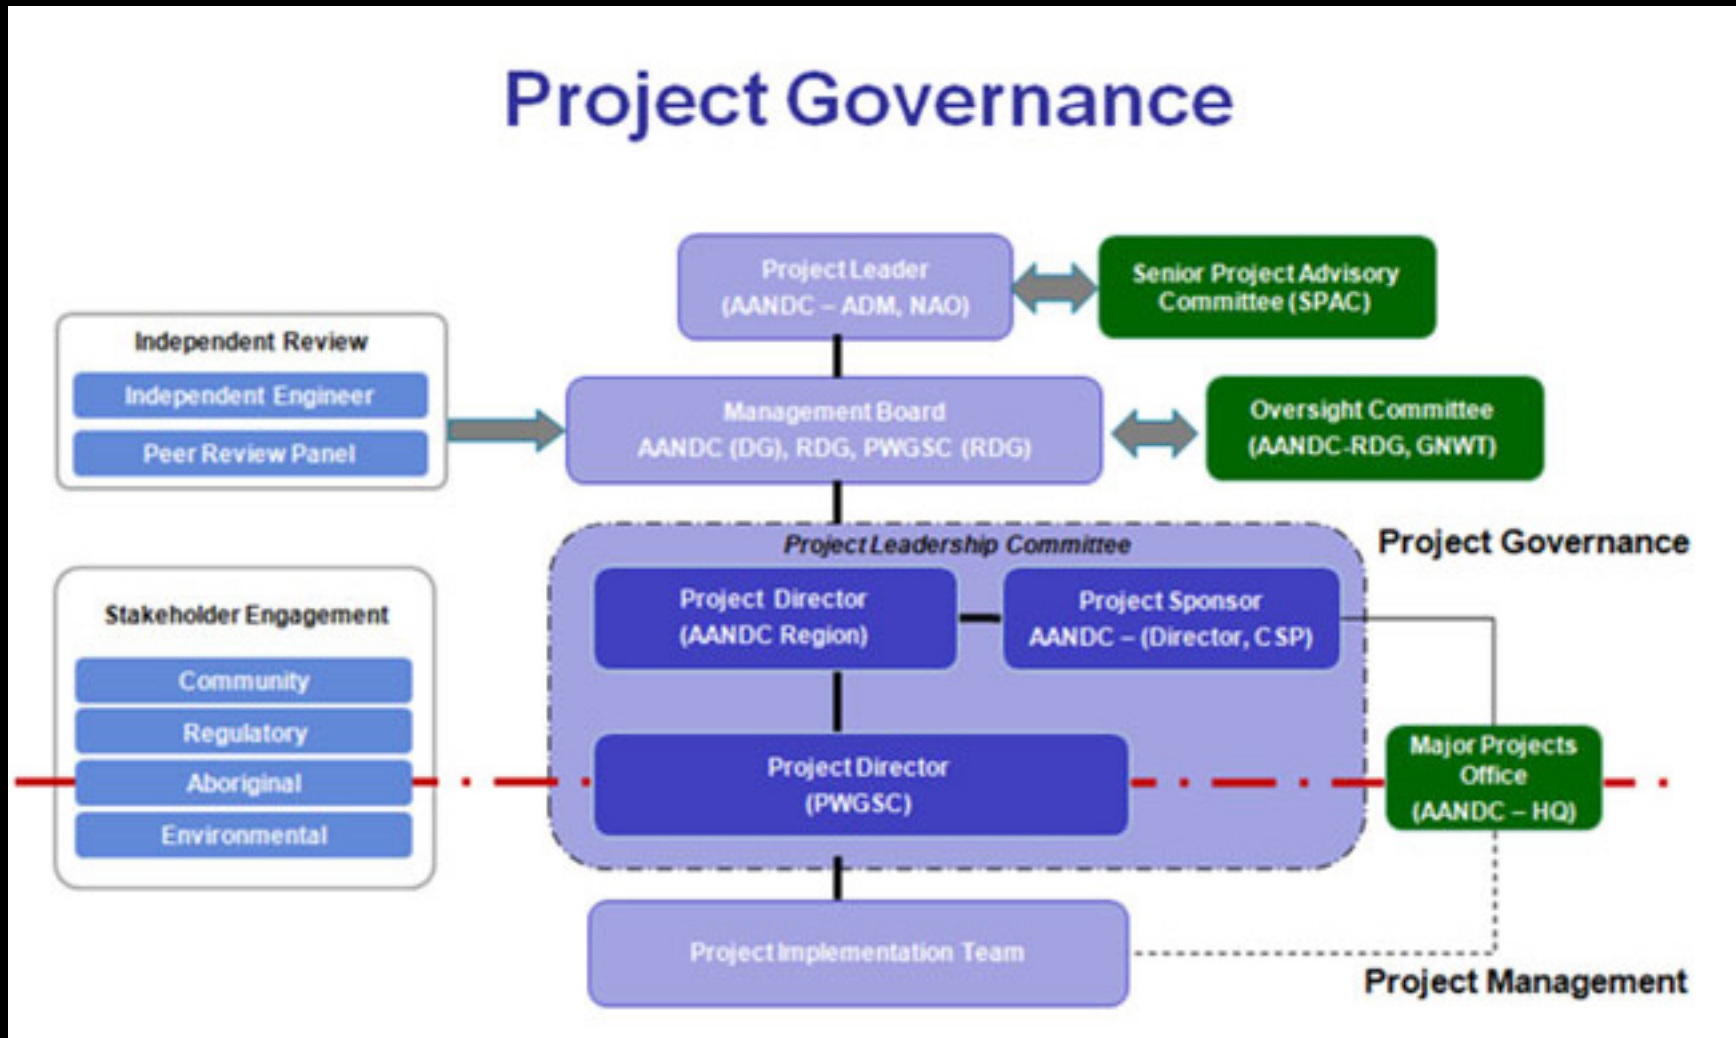 Project Governance
Project Leader
(AANDC – ADM, NAO)
Senior Project Advisory
Committee (SPAC)
Independent Review
Independent Engineer
Peer Review Panel
Management Board
AANDC (DG), RDG, PWGSC (RDG)
Oversight Committee
(AANDC-RDG, GNWT)
Project Leadership Committee
Project Governance
Project Director
(AANDC Region)
Project Sponsor
AANDC – (Director, CSP)
Stakeholder Engagement
Community
Regulatory
Aboriginal
Environmental
Project Director
(PWGSC)
Major Projects
Office
(AANDC – HQ)
Project Implementation Team
Project Management